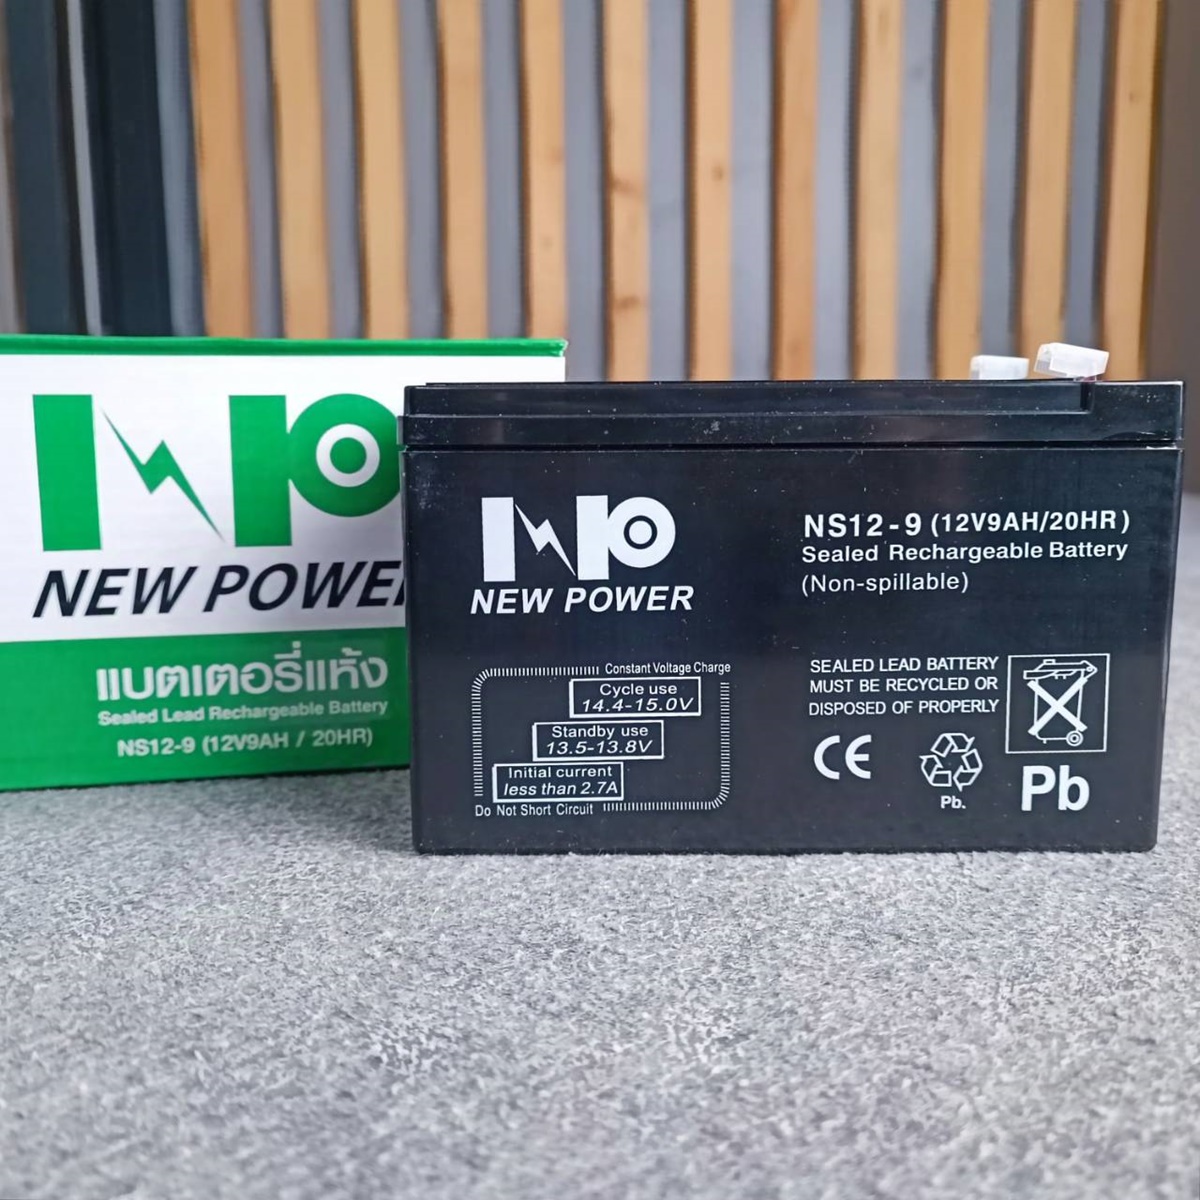 NP
NEW POWER
แบตเตอรี่แห้ง
Sealed Lead Rechargeable Battery
NS12-9 (12V9AH / 20HR)
NP
NEW POWER
NS12-9 (12V9AH/20HR)
Sealed Rechargeable Battery
(Non-spillable)
Constant Voltage Charge
Cycle use
14.4-15.0V
Standby use
13.5-13.8V
Initial current
less than 2.7A
Do Not Short Circuit
SEALED LEAD BATTERY
MUST BE RECYCLED OR
DISPOSED OF PROPERLY
CE
Pb.
Pb